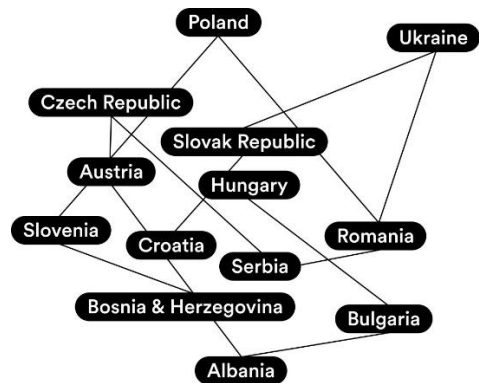 Poland
Ukraine
Czech Republic
Slovak Republic
Austria
Hungary
Slovenia
Croatia
Romania
Serbia
Bosnia & Herzegovina
Bulgaria
Albania